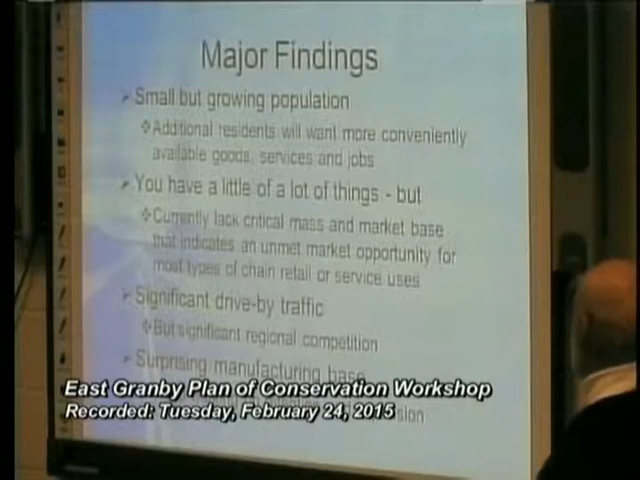 Major Findings
➢ Small but growing population
❖Additional residents will want more conveniently
available goods, services and jobs
➢ You have a little of a lot of things - but
❖Currently lack critical mass and market base
that indicates an unmet market opportunity for
most types of chain retail or service uses
➢ Significant drive-by traffic
❖But significant regional competition
➢ Surprising manufacturing base
East Granby Plan of Conservation Workshop
Recorded: Tuesday, February 24, 2015